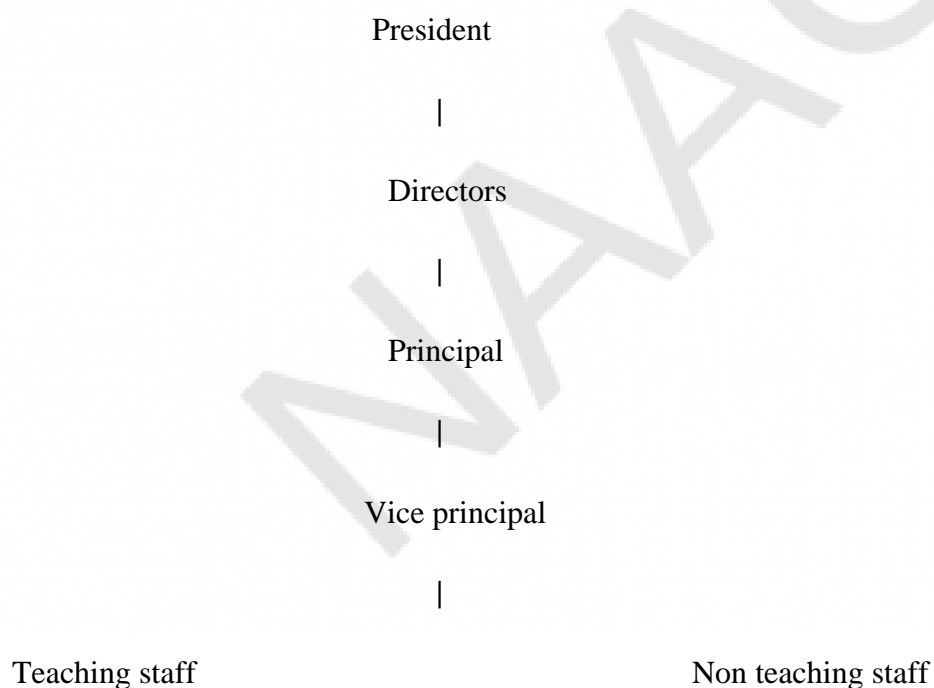 President
|
Directors
|
Principal
|
Vice principal
|
Teaching staff Non teaching staff
NAAC